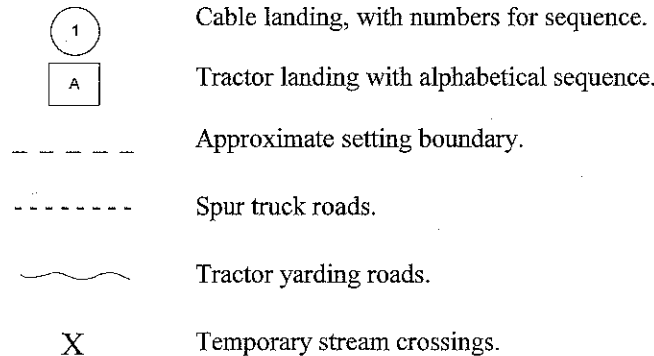 1 Cable landing, with numbers for sequence.
A Tractor landing with alphabetical sequence.
Approximate setting boundary.
Spur truck roads.
Tractor yarding roads.
X Temporary stream crossings.